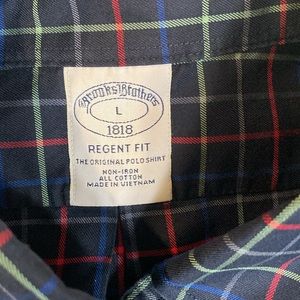 Brooks Brothers
L
1818
REGENT FIT
THE ORIGINAL POLO SHIRT
NON-IRON
ALL COTTON
MADE IN VIETNAM